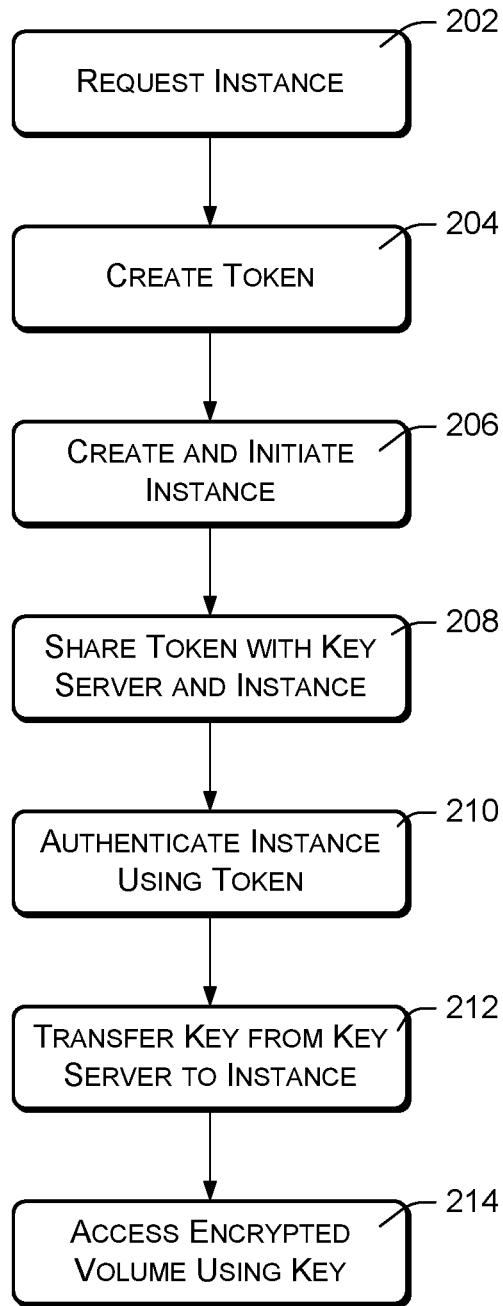 202
REQUEST INSTANCE
204
CREATE TOKEN
206
CREATE AND INITIATE
INSTANCE
208
SHARE TOKEN WITH KEY
SERVER AND INSTANCE
210
AUTHENTICATE INSTANCE
USING TOKEN
212
TRANSFER KEY FROM KEY
SERVER TO INSTANCE
214
ACCESS ENCRYPTED
VOLUME USING KEY